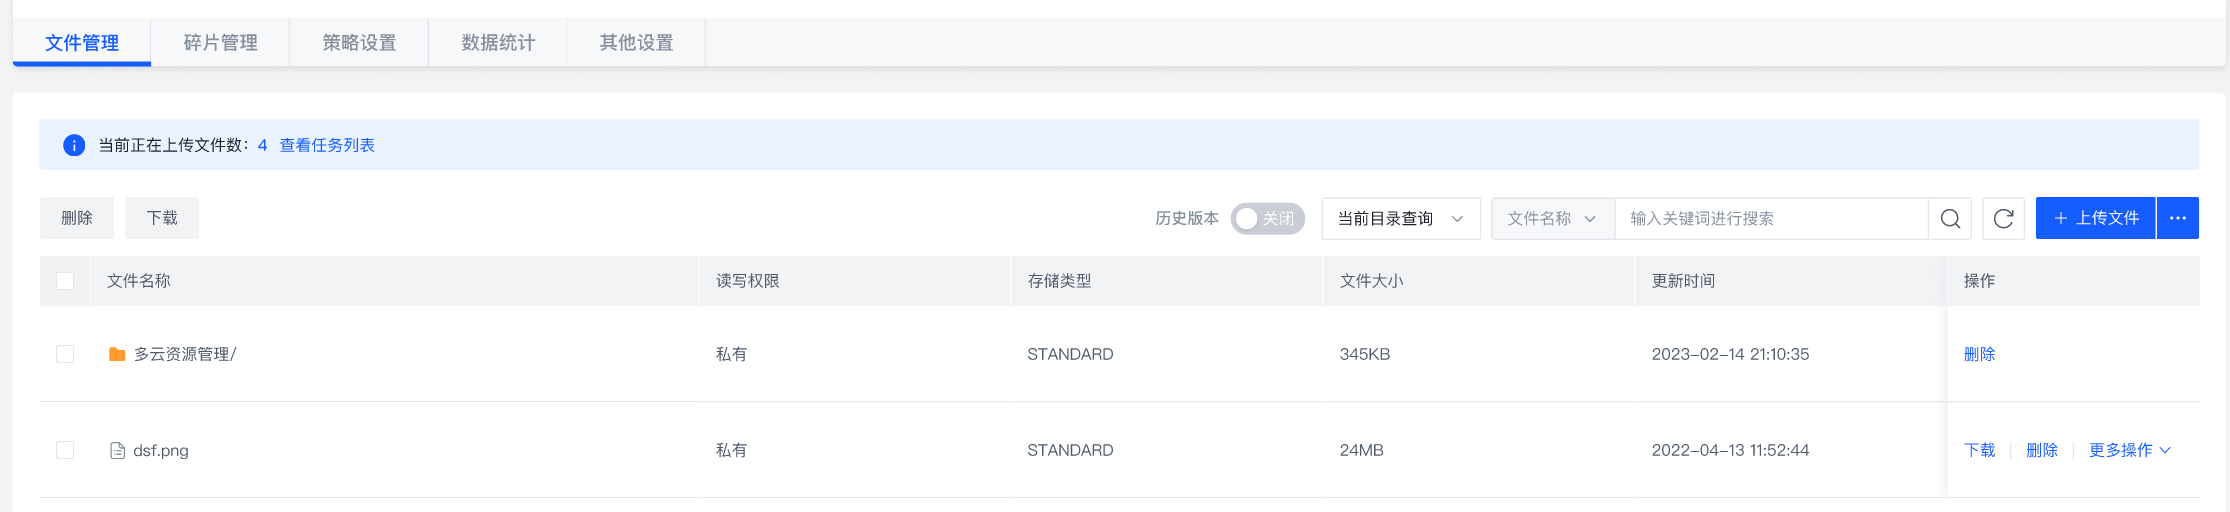 文件管理 碎片管理 策略设置 数据统计 其他设置
当前正在上传文件数：4 查看任务列表
删除 下载 历史版本 关闭 当前目录查询 文件名称 输入关键词进行搜索 + 上传文件 ···
文件名称 读写权限 存储类型 文件大小 更新时间 操作
多云资源管理/ 私有 STANDARD 345KB 2023-02-14 21:10:35 删除
dsf.png 私有 STANDARD 24MB 2022-04-13 11:52:44 下载 删除 更多操作